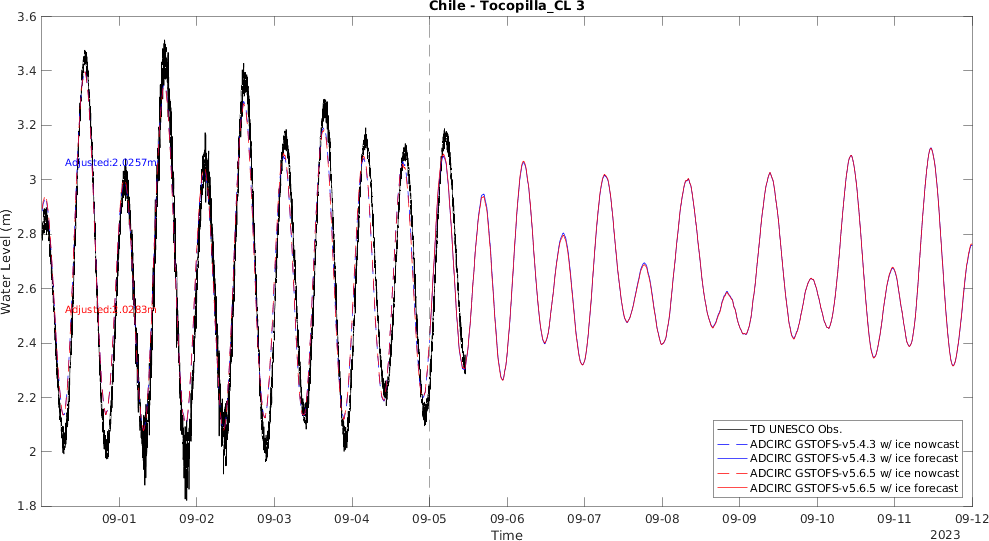 Chile - Tocopilla_CL 3
3.6
3.4
3.2
3
2.8
2.6
2.4
2.2
2
1.8
Water Level (m)
Adjusted:2.0257m
Adjusted:2.0283m
TD UNESCO Obs.
ADCIRC GSTOFS-v5.4.3 w/ ice nowcast
ADCIRC GSTOFS-v5.4.3 w/ ice forecast
ADCIRC GSTOFS-v5.6.5 w/ ice nowcast
ADCIRC GSTOFS-v5.6.5 w/ ice forecast
09-01 09-02 09-03 09-04 09-05 09-06 09-07 09-08 09-09 09-10 09-11 09-12
Time
2023